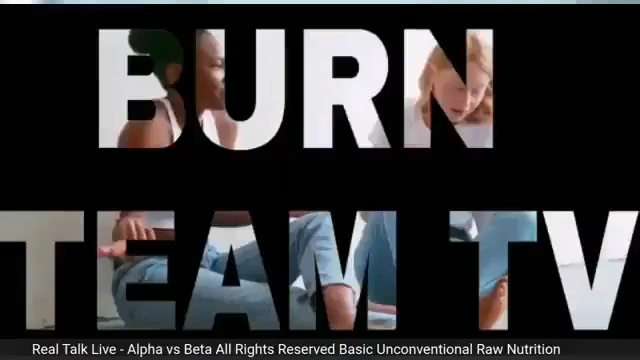 BURN
TEAM TV
Real Talk Live - Alpha vs Beta All Rights Reserved Basic Unconventional Raw Nutrition